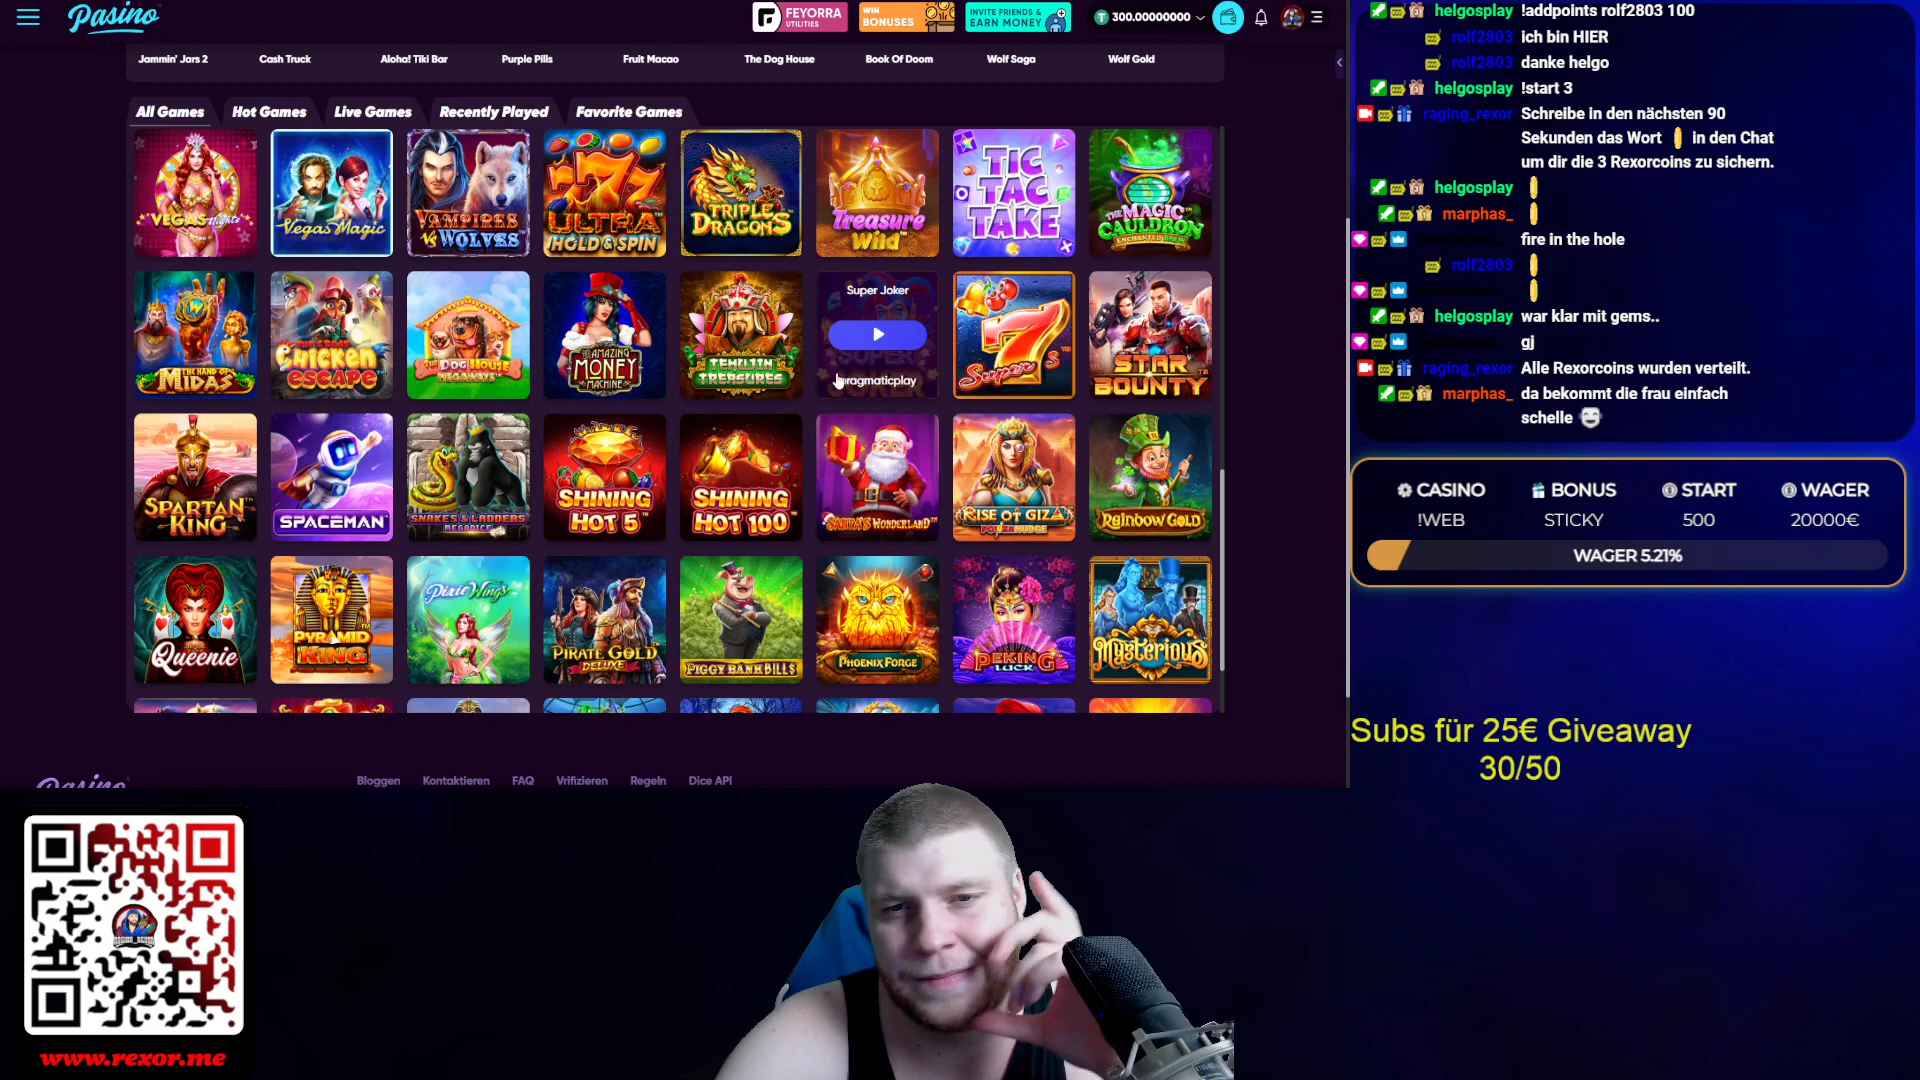 Pasino
FEYORRA
UTILITIES
WIN
BONUSES
INVITE FRIENDS &
EARN MONEY
300.00000000
Jammin' Jars 2
Cash Truck
Aloha! Tiki Bar
Purple Pills
Fruit Macao
The Dog House
Book Of Doom
Wolf Saga
Wolf Gold
All Games
Hot Games
Live Games
Recently Played
Favorite Games
VEGAS Nights
Vegas Magic
VAMPIRES
VS WOLVES
777
ULTRA
HOLD & SPIN
TRIPLE
DRAGONS
Treasure
Wild
TIC
TAC
TAKE
THE MAGIC
CAULDRON
ENCHANTED BREW
THE HAND OF
MIDAS
THE GREAT
Chicken
escape
THE DOG HOUSE
MEGAWAYS
THE AMAZING
MONEY
MACHINE
TEMUJIN
TREASURES
Super Joker
pragmaticplay
Super 7s
STAR
BOUNTY
SPARTAN
KING
SPACEMAN
SNAKES & LADDERS
MEGADICE
SHINING
HOT 5
SHINING
HOT 100
SANTA'S WONDERLAND
RISE OF GIZA
POWERNUDGE
Rainbow Gold
Queenie
PYRAMID
KING
Pixie Wings
PIRATE GOLD
DELUXE
PIGGY BANK BILLS
PHOENIX FORGE
PEKING
LUCK
Mysterious
Bloggen
Kontaktieren
FAQ
Vrifizieren
Regeln
Dice API
Pasino
www.rexor.me
helgosplay !addpoints rolf2803 100
rolf2803 ich bin HIER
rolf2803 danke helgo
helgosplay !start 3
raging_rexor Schreibe in den nächsten 90
Sekunden das Wort in den Chat
um dir die 3 Rexorcoins zu sichern.
helgosplay
marphas_
fire in the hole
rolf2803
helgosplay war klar mit gems..
gj
raging_rexor Alle Rexorcoins wurden verteilt.
marphas_ da bekommt die frau einfach
schelle
CASINO
BONUS
START
WAGER
!WEB
STICKY
500
20000€
WAGER 5.21%
Subs für 25€ Giveaway
30/50